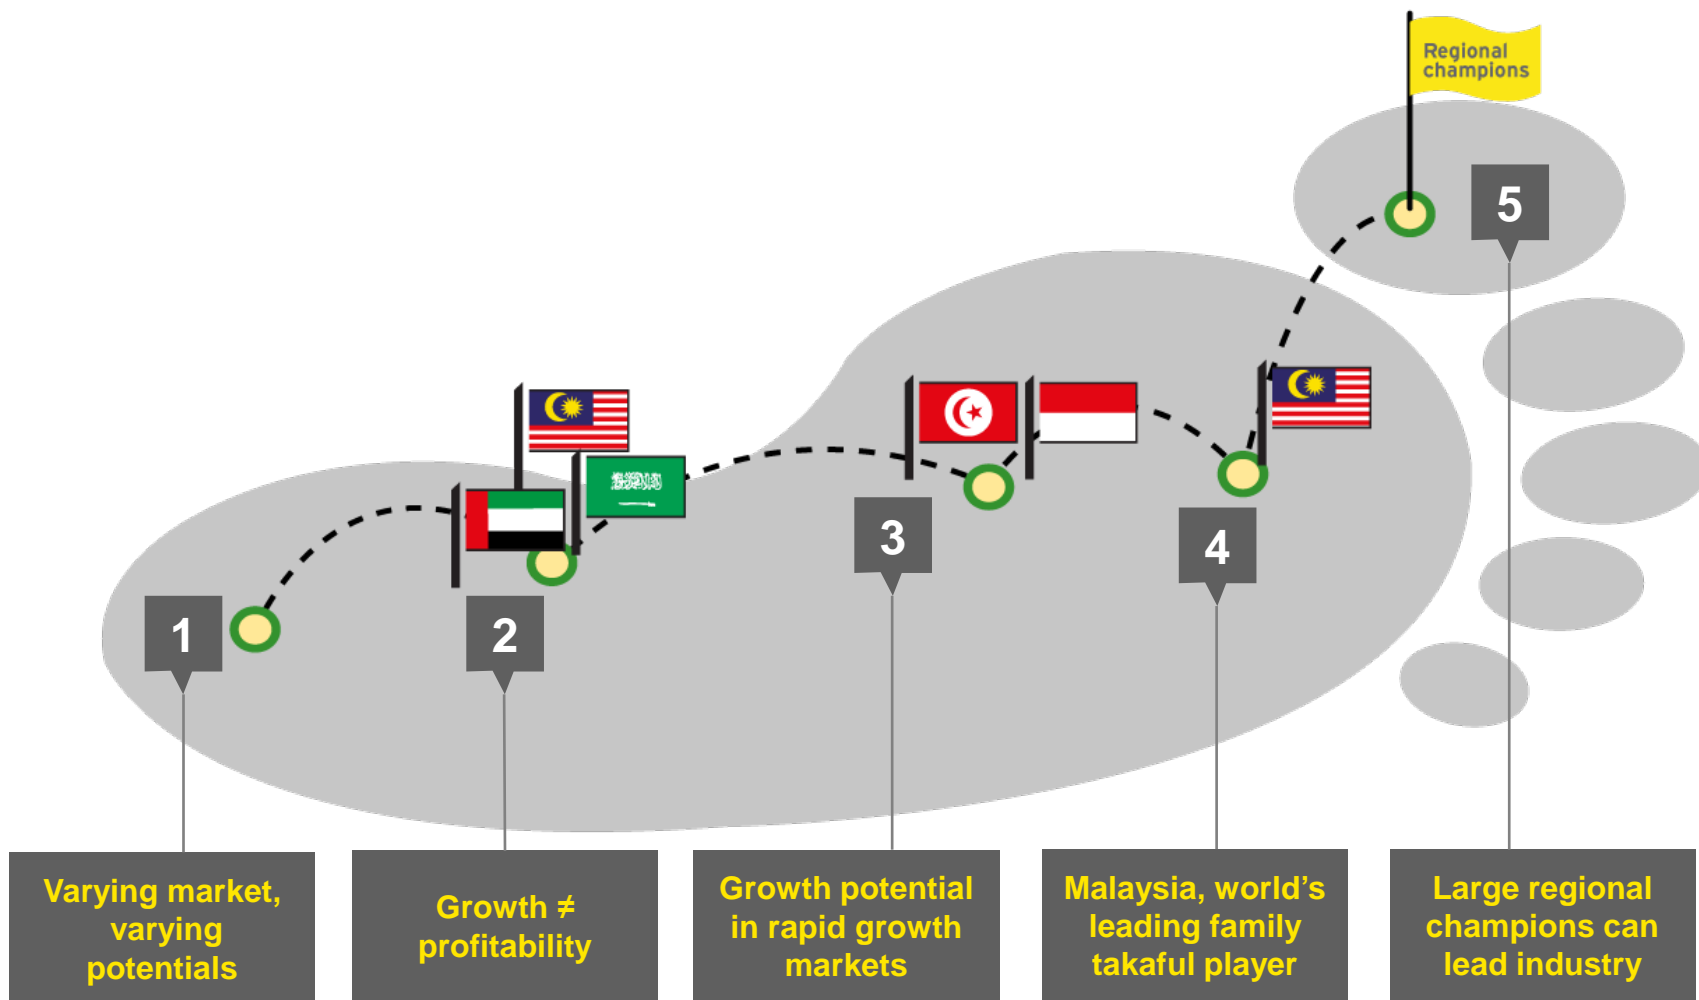 Regional
champions
5
3
4
1
2
Varying market,
varying
potentials
Growth ≠
profitability
Growth potential
in rapid growth
markets
Malaysia, world’s
leading family
takaful player
Large regional
champions can
lead industry